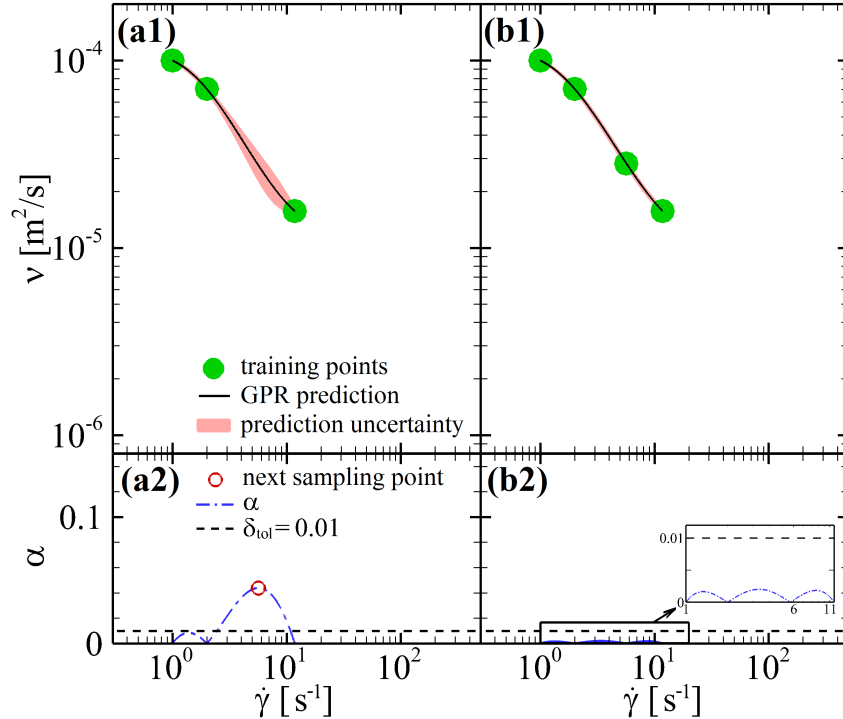 (a1)
(b1)
10⁻⁴
10⁻⁵
10⁻⁶
ν [m²/s]
training points
GPR prediction
prediction uncertainty
(a2)
(b2)
next sampling point
α
δtol = 0.01
0.1
0
α
0.01
0
1
6
11
10⁰
10¹
10²
10⁰
10¹
10²
γ̇ [s⁻¹]
γ̇ [s⁻¹]